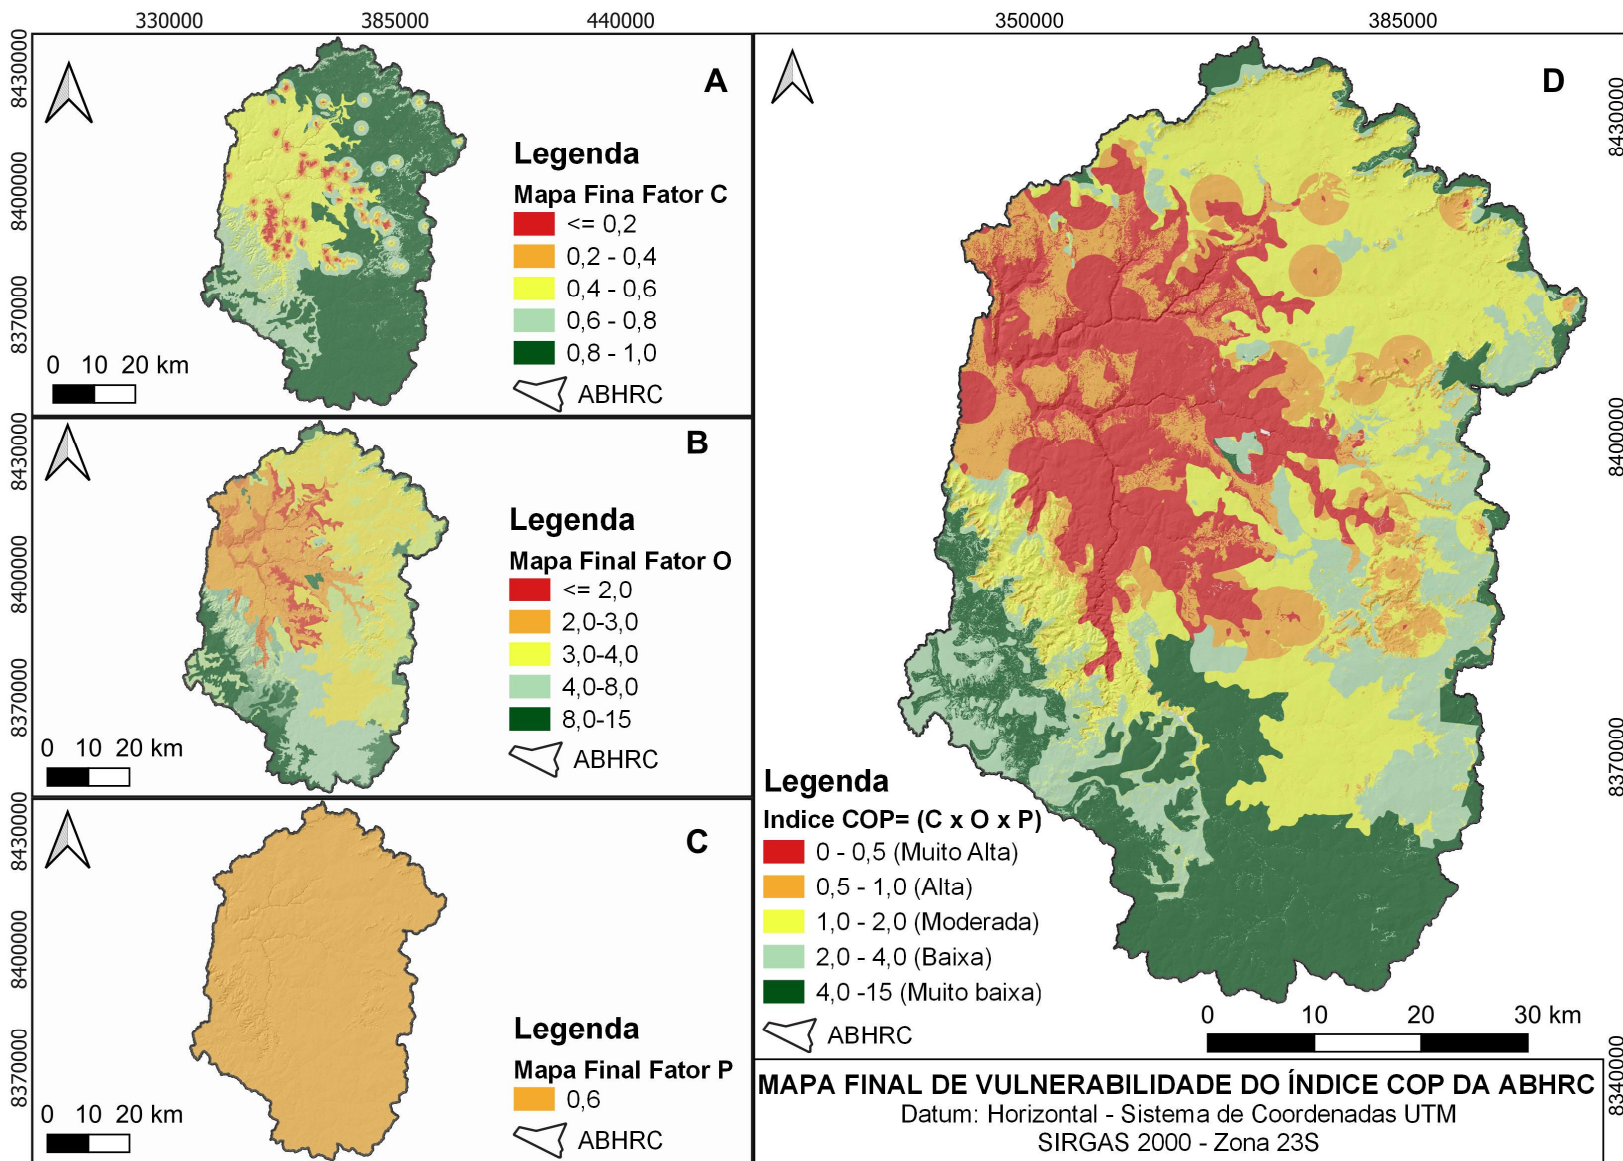 330000 385000 440000
350000 385000
8430000
8400000
8370000
A
Legenda
Mapa Fina Fator C
<= 0,2
0,2 - 0,4
0,4 - 0,6
0,6 - 0,8
0,8 - 1,0
ABHRC
0 10 20 km
8430000
8400000
8370000
B
Legenda
Mapa Final Fator O
<= 2,0
2,0-3,0
3,0-4,0
4,0-8,0
8,0-15
ABHRC
0 10 20 km
8430000
8400000
8370000
C
Legenda
Mapa Final Fator P
0,6
ABHRC
0 10 20 km
D
8430000
8400000
8370000
8340000
Legenda
Indice COP= (C x O x P)
0 - 0,5 (Muito Alta)
0,5 - 1,0 (Alta)
1,0 - 2,0 (Moderada)
2,0 - 4,0 (Baixa)
4,0 -15 (Muito baixa)
ABHRC
0 10 20 30 km
MAPA FINAL DE VULNERABILIDADE DO ÍNDICE COP DA ABHRC
Datum: Horizontal - Sistema de Coordenadas UTM
SIRGAS 2000 - Zona 23S